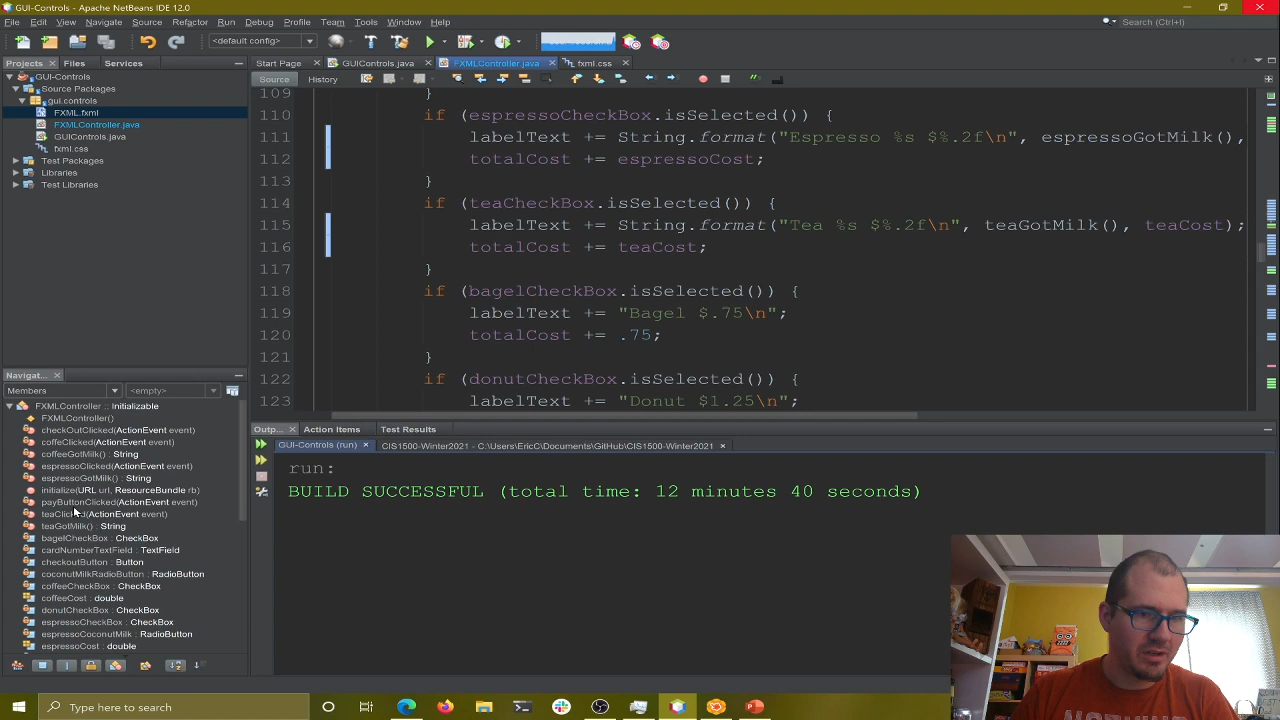 GUI-Controls - Apache NetBeans IDE 12.0
File Edit View Navigate Source Refactor Run Debug Profile Team Tools Window Help
Search (Ctrl+I)
<default config>
Projects Files Services
Start Page GUIControls.java FXMLController.java fxml.css
Source History
GUI-Controls
Source Packages
gui.controls
FXML.fxml
FXMLController.java
GUIControls.java
fxml.css
Test Packages
Libraries
Test Libraries
109 }
110 if (espressoCheckBox.isSelected()) {
111 labelText += String.format("Espresso %s $%.2f\n", espressoGotMilk(),
112 totalCost += espressoCost;
113 }
114 if (teaCheckBox.isSelected()) {
115 labelText += String.format("Tea %s $%.2f\n", teaGotMilk(), teaCost);
116 totalCost += teaCost;
117 }
118 if (bagelCheckBox.isSelected()) {
119 labelText += "Bagel $.75\n";
120 totalCost += .75;
121 }
122 if (donutCheckBox.isSelected()) {
123 labelText += "Donut $1.25\n";
Navigat...
Members <empty>
FXMLController :: Initializable
FXMLController()
checkOutClicked(ActionEvent event)
coffeClicked(ActionEvent event)
coffeeGotMilk() : String
espressoClicked(ActionEvent event)
espressoGotMilk() : String
initialize(URL url, ResourceBundle rb)
payButtonClicked(ActionEvent event)
teaClicked(ActionEvent event)
teaGotMilk() : String
bagelCheckBox : CheckBox
cardNumberTextField : TextField
checkoutButton : Button
coconutMilkRadioButton : RadioButton
coffeeCheckBox : CheckBox
coffeeCost : double
donutCheckBox : CheckBox
espressoCheckBox : CheckBox
espressoCoconutMilk : RadioButton
espressoCost : double
Outp... Action Items Test Results
GUI-Controls (run) CIS1500-Winter2021 - C:\Users\EricC\Documents\GitHub\CIS1500-Winter2021
run:
BUILD SUCCESSFUL (total time: 12 minutes 40 seconds)
Type here to search